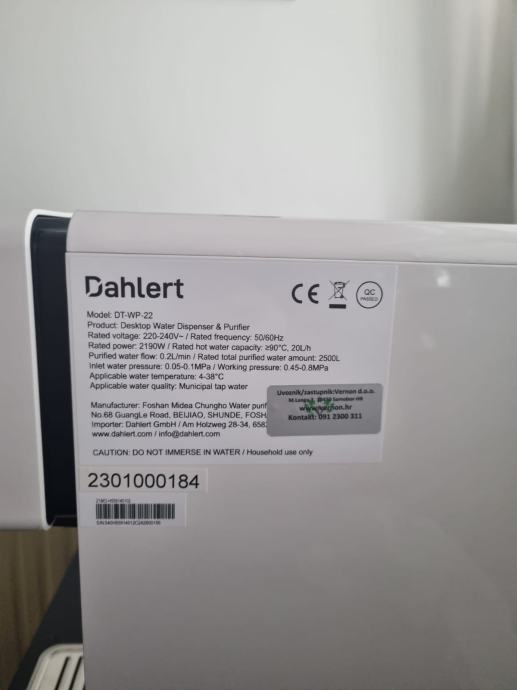 Dahlert
CE
QC
PASSED
Model: DT-WP-22
Product: Desktop Water Dispenser & Purifier
Rated voltage: 220-240V~ / Rated frequency: 50/60Hz
Rated power: 2190W / Rated hot water capacity: ≥90°C, 20L/h
Purified water flow: 0.2L/min / Rated total purified water amount: 2500L
Inlet water pressure: 0.05-0.1MPa / Working pressure: 0.45-0.8MPa
Applicable water temperature: 4-38°C
Applicable water quality: Municipal tap water
Manufacturer: Foshan Midea Chungho Water
No.68 GuangLe Road, BEIJIAO, SHUNDE,
Importer: Dahlert GmbH / Am Holzweg 28-34,
www.dahlert.com / info@dahlert.com
Uvoznik/zastupnik:Vernon d.o.o.
Samobor
Kontakt: 091 2300 311
CAUTION: DO NOT IMMERSE IN WATER / Household use only
2301000184